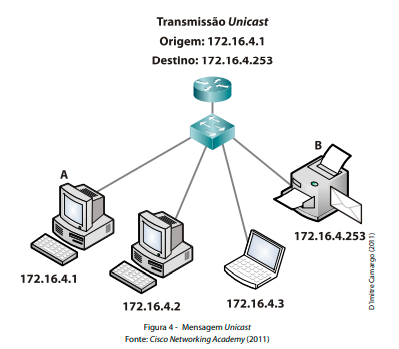 Transmissão Unicast
Origem: 172.16.4.1
Destino: 172.16.4.253
A
B
172.16.4.1
172.16.4.2
172.16.4.3
172.16.4.253
D'Imitre Camargo (2011)
Figura 4 - Mensagem Unicast
Fonte: Cisco Networking Academy (2011)